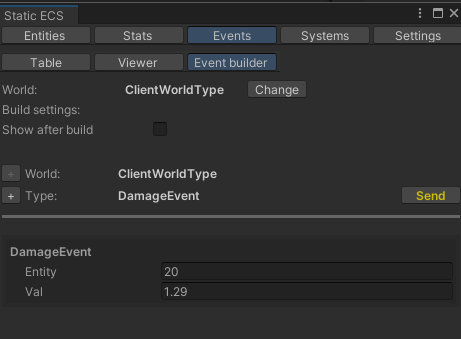 Static ECS
Entities Stats Events Systems Settings
Table Viewer Event builder
World: ClientWorldType Change
Build settings:
Show after build
+ World: ClientWorldType
+ Type: DamageEvent Send
DamageEvent
Entity 20
Val 1.29